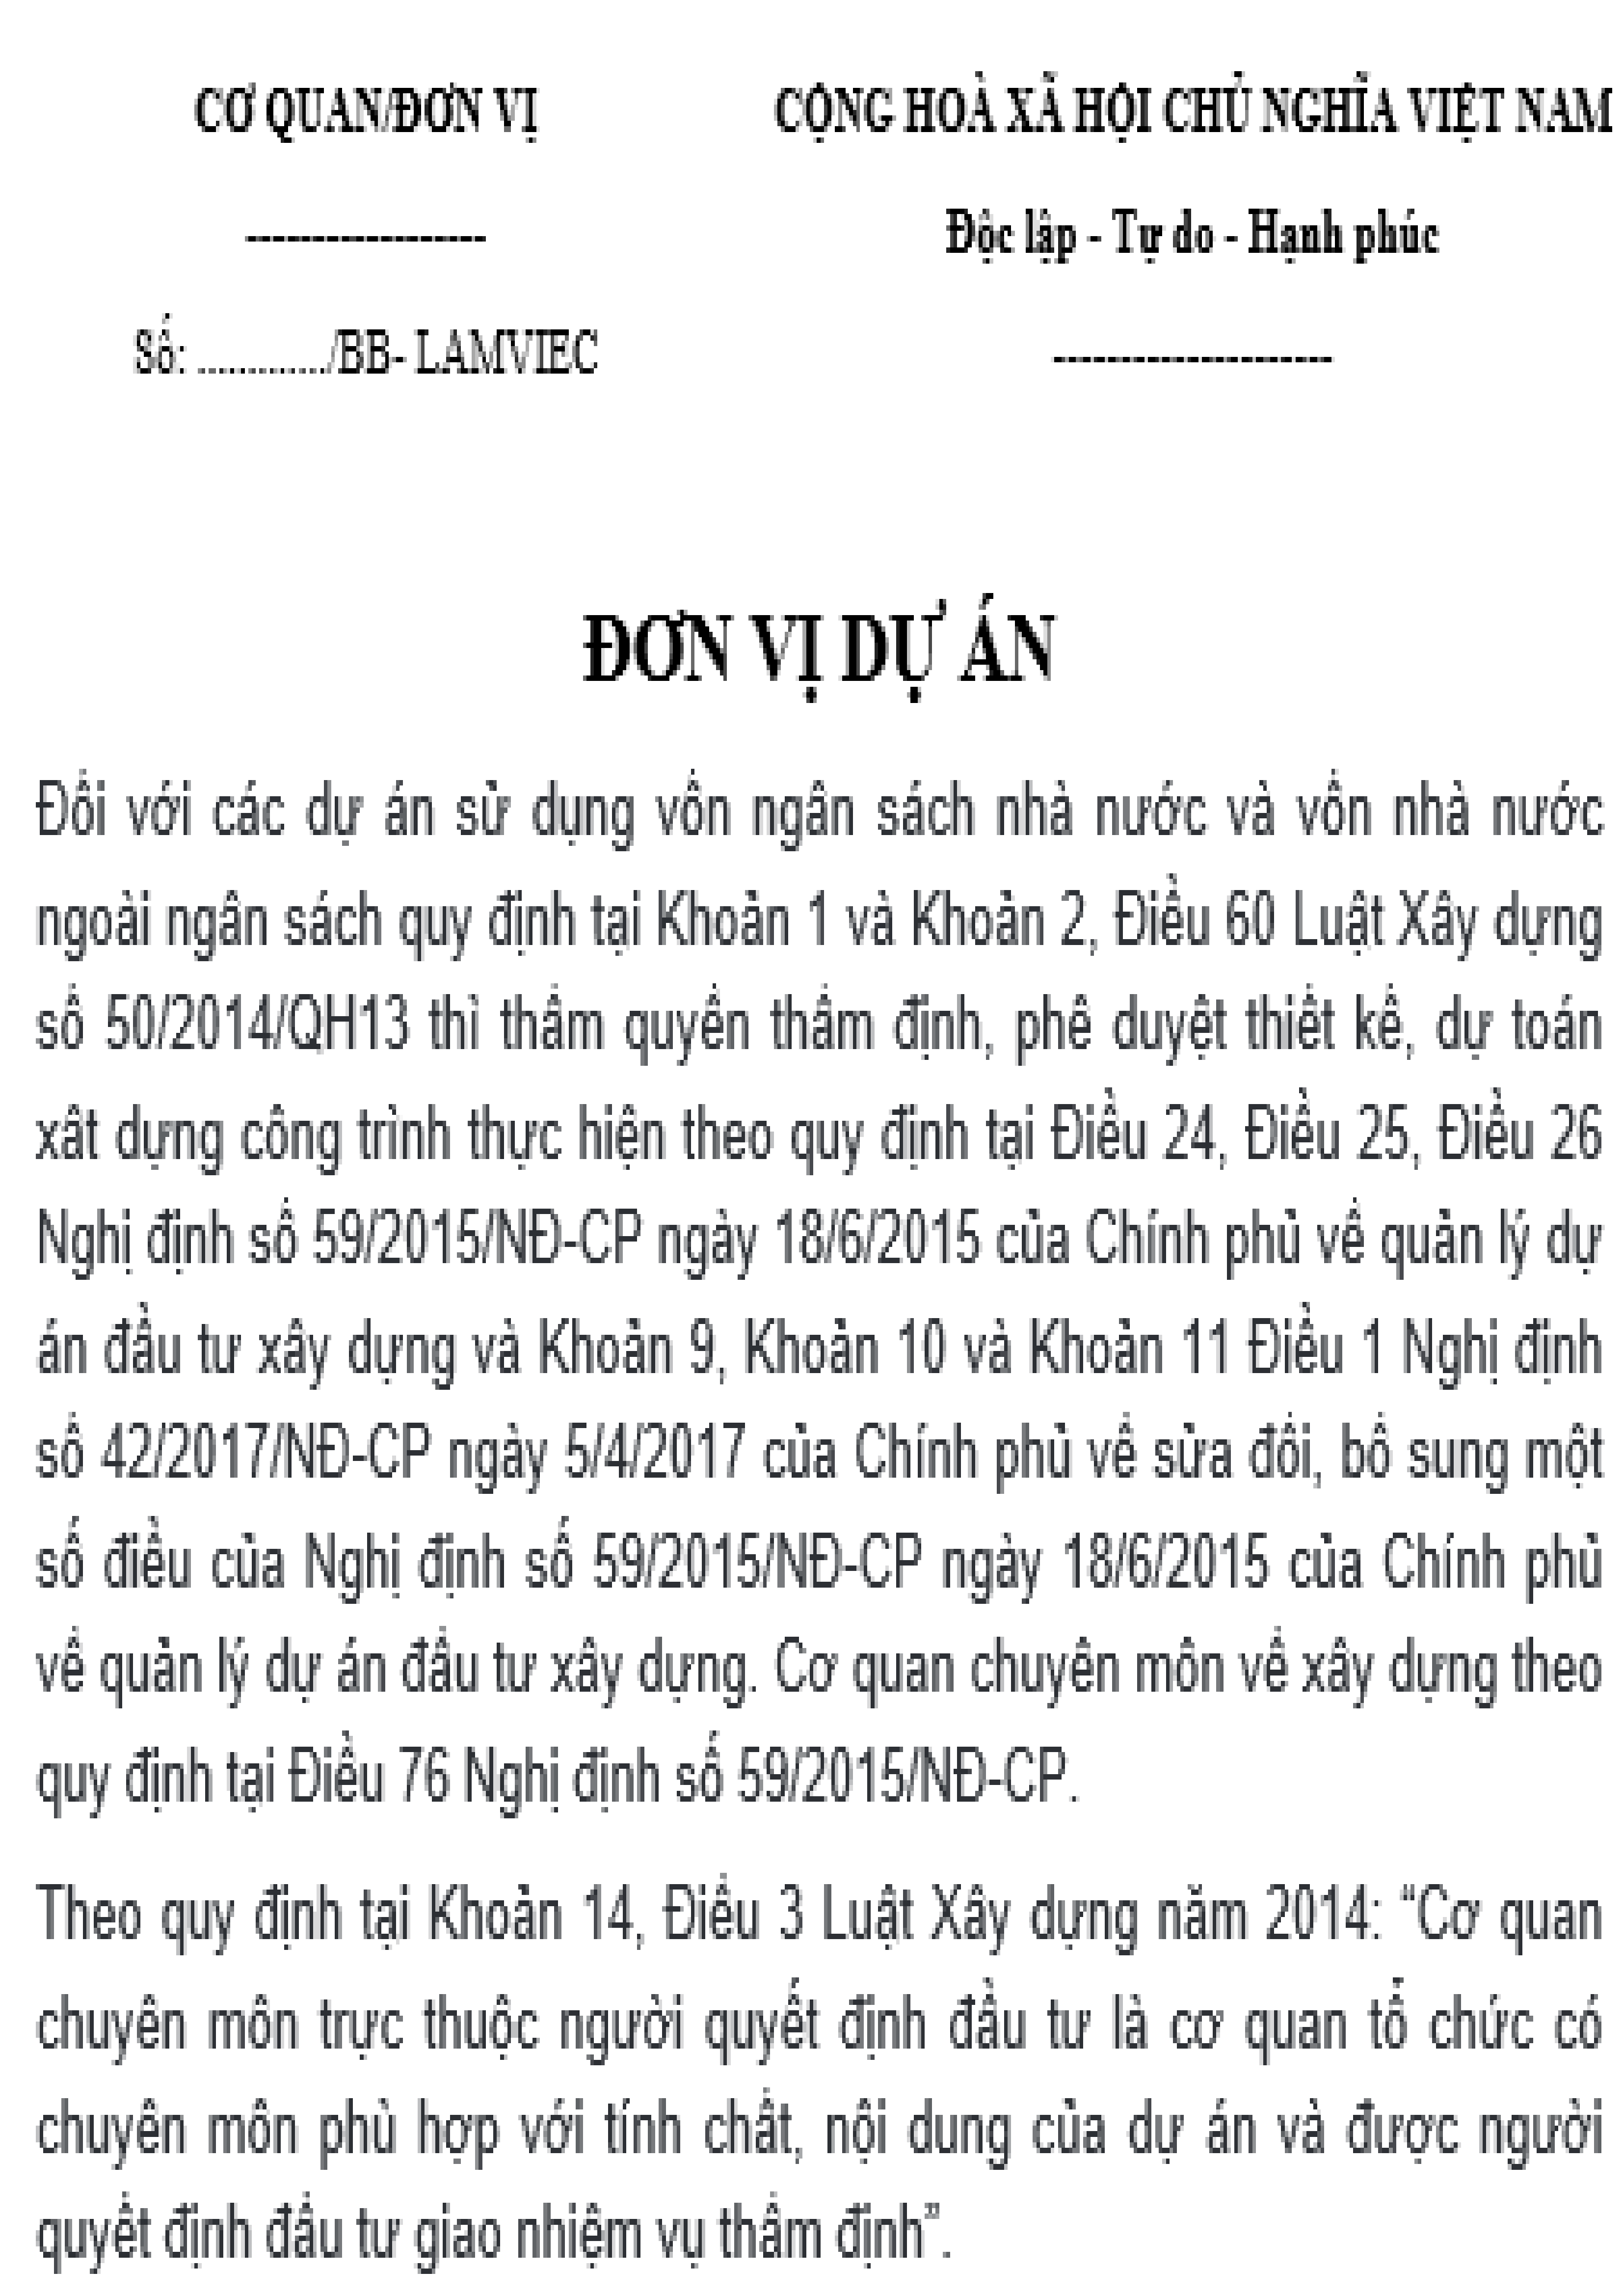 CƠ QUAN/ĐƠN VỊ
CỘNG HOÀ XÃ HỘI CHỦ NGHĨA VIỆT NAM
------------------
Độc lập - Tự do - Hạnh phúc
Số: ............./BB- LAMVIEC
---------------------
ĐƠN VỊ DỰ ÁN
Đối với các dự án sử dụng vốn ngân sách nhà nước và vốn nhà nước
ngoài ngân sách quy định tại Khoản 1 và Khoản 2, Điều 60 Luật Xây dựng
số 50/2014/QH13 thì thẩm quyền thẩm định, phê duyệt thiết kế, dự toán
xât dựng công trình thực hiện theo quy định tại Điều 24, Điều 25, Điều 26
Nghị định số 59/2015/NĐ-CP ngày 18/6/2015 của Chính phủ về quản lý dự
án đầu tư xây dựng và Khoản 9, Khoản 10 và Khoản 11 Điều 1 Nghị định
số 42/2017/NĐ-CP ngày 5/4/2017 của Chính phủ về sửa đổi, bổ sung một
số điều của Nghị định số 59/2015/NĐ-CP ngày 18/6/2015 của Chính phủ
về quản lý dự án đầu tư xây dựng. Cơ quan chuyên môn về xây dựng theo
quy định tại Điều 76 Nghị định số 59/2015/NĐ-CP.
Theo quy định tại Khoản 14, Điều 3 Luật Xây dựng năm 2014: “Cơ quan
chuyên môn trực thuộc người quyết định đầu tư là cơ quan tổ chức có
chuyên môn phù hợp với tính chất, nội dung của dự án và được người
quyết định đầu tư giao nhiệm vụ thẩm định”.